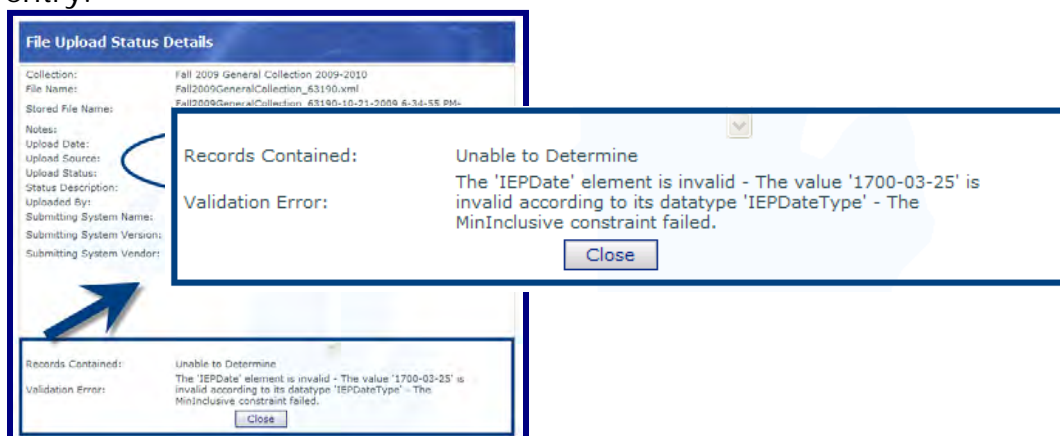 entry.
File Upload Status Details
Collection: Fall 2009 General Collection 2009-2010
File Name: Fall2009GeneralCollection_63190.xml
Stored File Name: Fall2009GeneralCollection_63190-10-21-2009 6-34-55 PM-
Notes:
Upload Date:
Upload Source:
Upload Status:
Status Description:
Uploaded By:
Submitting System Name:
Submitting System Version:
Submitting System Vendor:
Records Contained: Unable to Determine
Validation Error: The 'IEPDate' element is invalid - The value '1700-03-25' is
invalid according to its datatype 'IEPDateType' - The
MinInclusive constraint failed.
Close
Records Contained: Unable to Determine
Validation Error: The 'IEPDate' element is invalid - The value '1700-03-25' is
invalid according to its datatype 'IEPDateType' - The
MinInclusive constraint failed.
Close